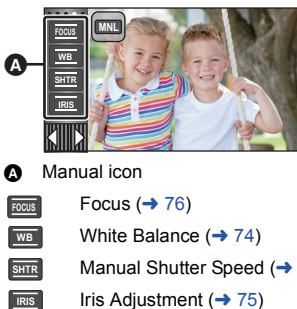 FOCUS
MNL
WB
A
SHTR
IRIS
A Manual icon
FOCUS Focus (→ 76)
WB White Balance (→ 74)
SHTR Manual Shutter Speed (→
IRIS Iris Adjustment (→ 75)